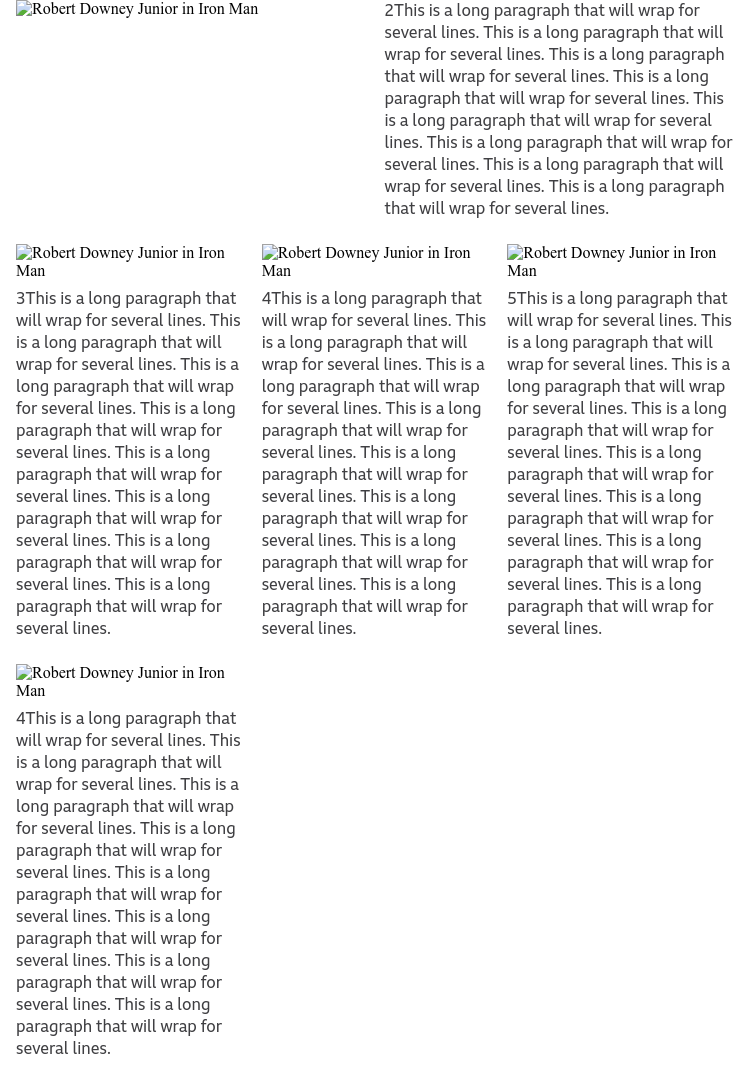 Robert Downey Junior in Iron Man
2This is a long paragraph that will wrap for
several lines. This is a long paragraph that will
wrap for several lines. This is a long paragraph
that will wrap for several lines. This is a long
paragraph that will wrap for several lines. This
is a long paragraph that will wrap for several
lines. This is a long paragraph that will wrap for
several lines. This is a long paragraph that will
wrap for several lines. This is a long paragraph
that will wrap for several lines.
Robert Downey Junior in Iron
Man
3This is a long paragraph that
will wrap for several lines. This
is a long paragraph that will
wrap for several lines. This is a
long paragraph that will wrap
for several lines. This is a long
paragraph that will wrap for
several lines. This is a long
paragraph that will wrap for
several lines. This is a long
paragraph that will wrap for
several lines. This is a long
paragraph that will wrap for
several lines. This is a long
paragraph that will wrap for
several lines.
Robert Downey Junior in Iron
Man
4This is a long paragraph that
will wrap for several lines. This
is a long paragraph that will
wrap for several lines. This is a
long paragraph that will wrap
for several lines. This is a long
paragraph that will wrap for
several lines. This is a long
paragraph that will wrap for
several lines. This is a long
paragraph that will wrap for
several lines. This is a long
paragraph that will wrap for
several lines. This is a long
paragraph that will wrap for
several lines.
Robert Downey Junior in Iron
Man
5This is a long paragraph that
will wrap for several lines. This
is a long paragraph that will
wrap for several lines. This is a
long paragraph that will wrap
for several lines. This is a long
paragraph that will wrap for
several lines. This is a long
paragraph that will wrap for
several lines. This is a long
paragraph that will wrap for
several lines. This is a long
paragraph that will wrap for
several lines. This is a long
paragraph that will wrap for
several lines.
Robert Downey Junior in Iron
Man
4This is a long paragraph that
will wrap for several lines. This
is a long paragraph that will
wrap for several lines. This is a
long paragraph that will wrap
for several lines. This is a long
paragraph that will wrap for
several lines. This is a long
paragraph that will wrap for
several lines. This is a long
paragraph that will wrap for
several lines. This is a long
paragraph that will wrap for
several lines. This is a long
paragraph that will wrap for
several lines.